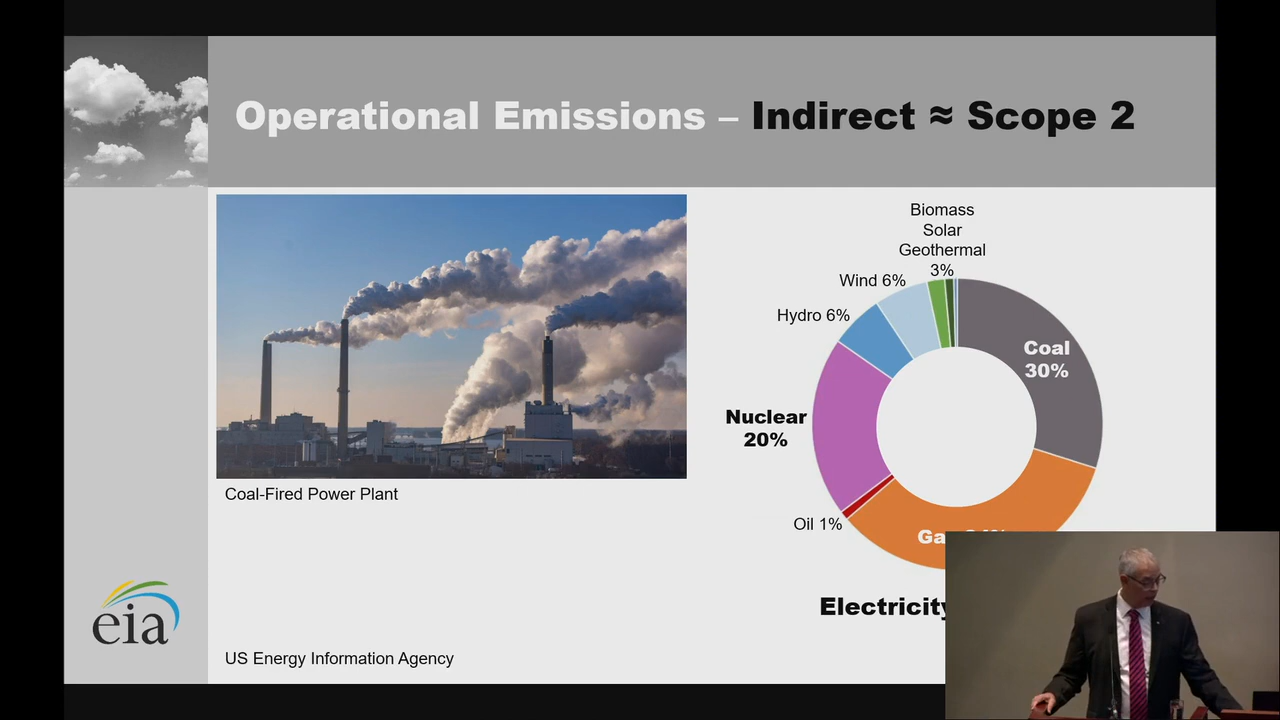 Operational Emissions – Indirect ≈ Scope 2
Biomass
Solar
Geothermal
3%
Wind 6%
Hydro 6%
Coal
30%
Nuclear
20%
Coal-Fired Power Plant
Oil 1%
Electricity
eia
US Energy Information Agency